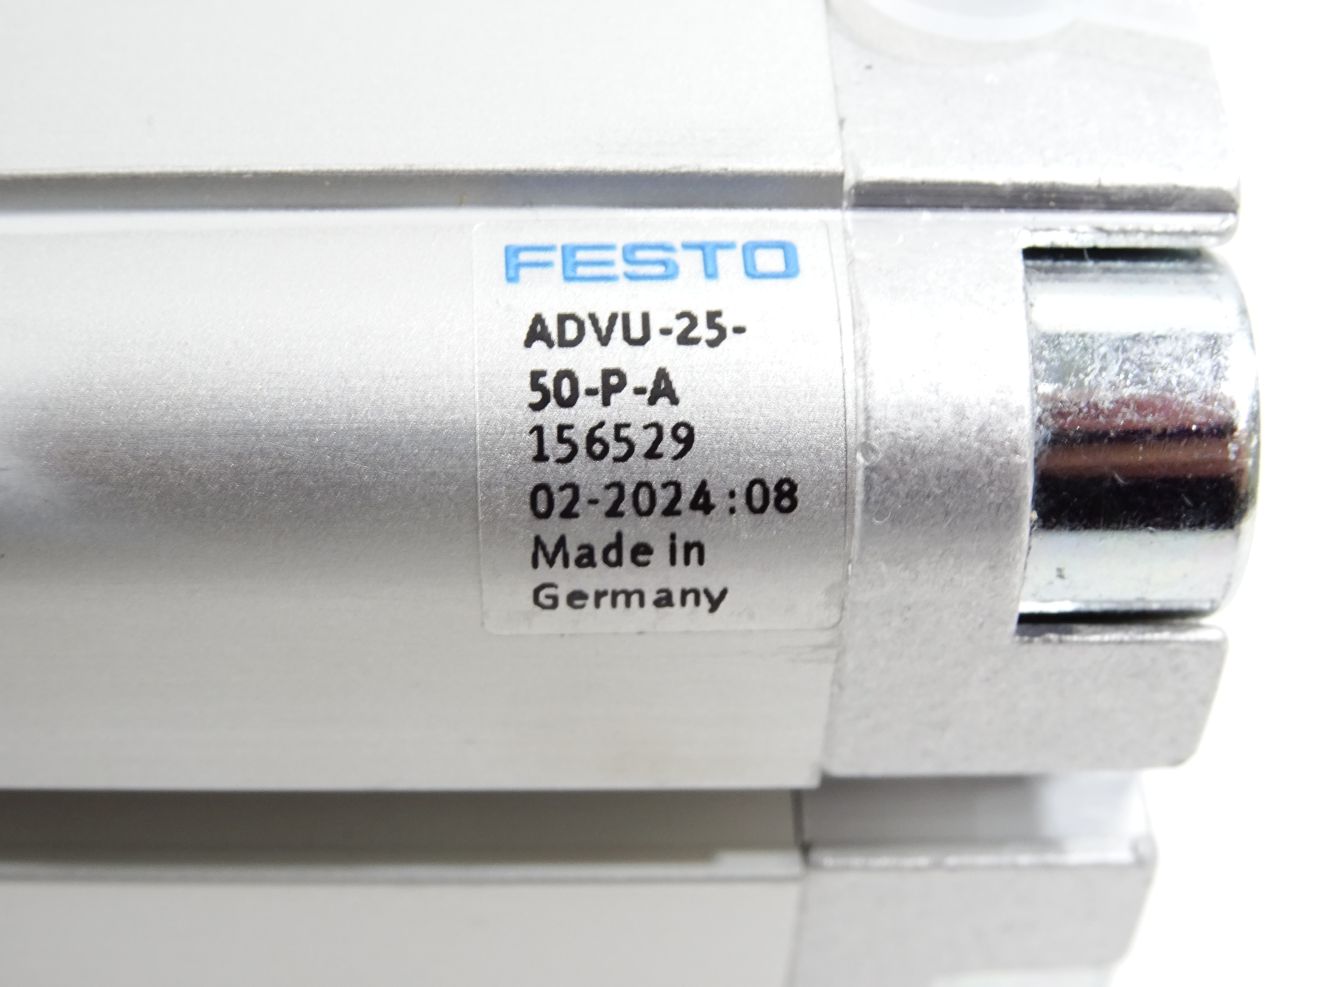 FESTO
ADVU-25-
50-P-A
156529
02-2024:08
Made in
Germany